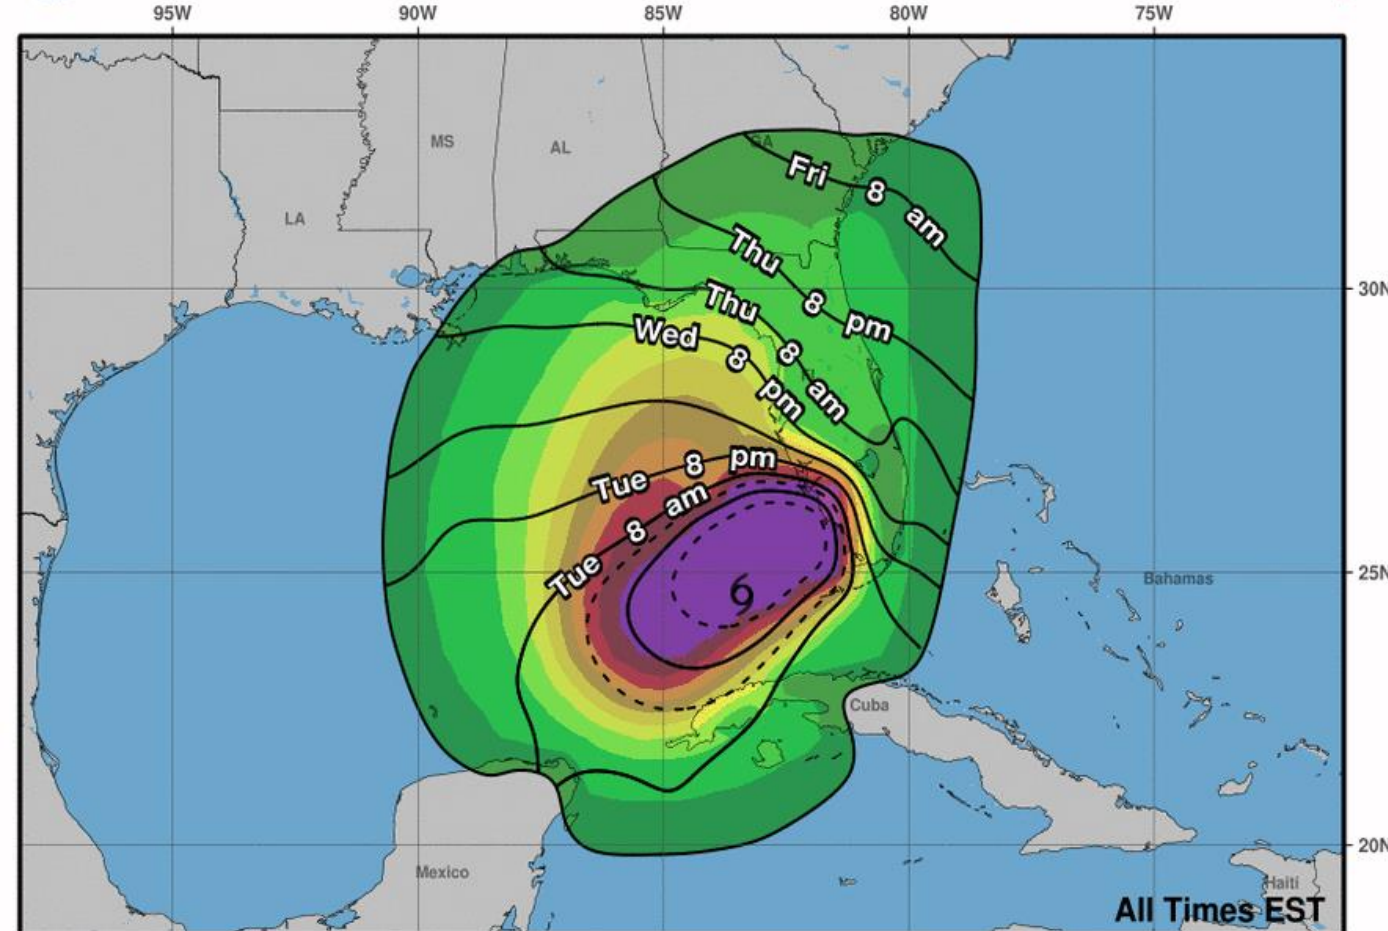 95W 90W 85W 80W 75W
MS
AL
GA
LA
Fri 8 am
Thu 8 pm
30N
Thu 8 am
Wed 8 pm
Tue 8 pm
Tue 8 am
25N
Bahamas
Cuba
20N
Mexico
Haiti
All Times EST